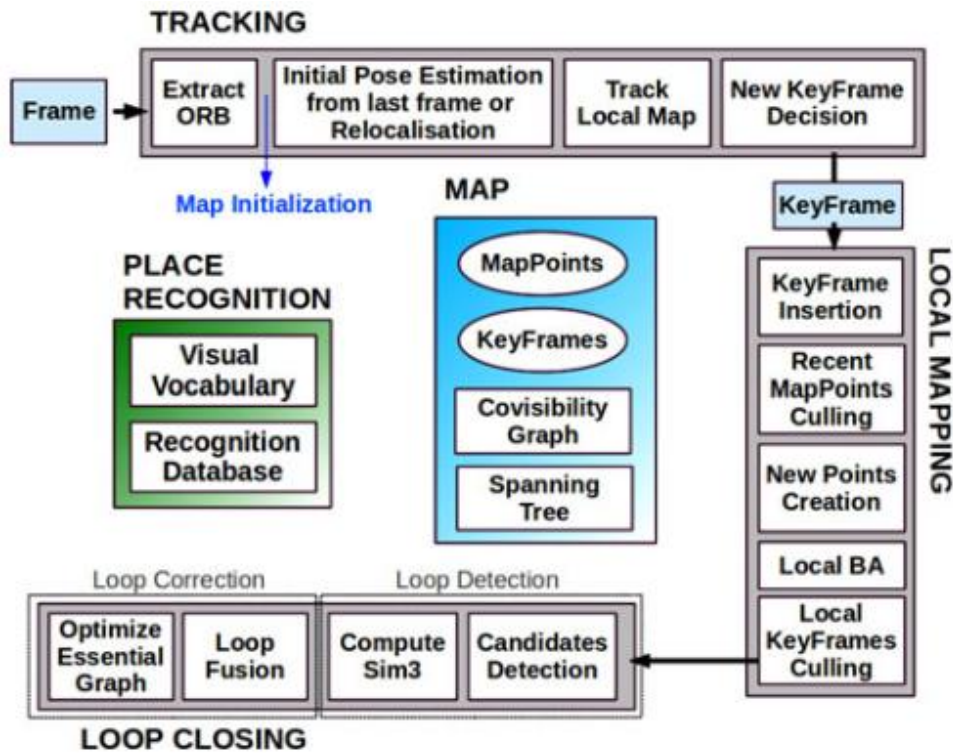 TRACKING
Frame
Extract
ORB
Initial Pose Estimation
from last frame or
Relocalisation
Track
Local Map
New KeyFrame
Decision
Map Initialization
MAP
KeyFrame
PLACE
RECOGNITION
MapPoints
KeyFrames
Covisibility
Graph
Spanning
Tree
Visual
Vocabulary
Recognition
Database
LOCAL MAPPING
KeyFrame
Insertion
Recent
MapPoints
Culling
New Points
Creation
Local BA
Local
KeyFrames
Culling
Loop Correction
Loop Detection
Optimize
Essential
Graph
Loop
Fusion
Compute
Sim3
Candidates
Detection
LOOP CLOSING